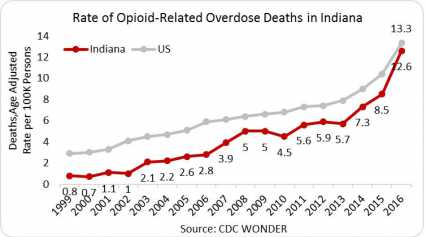 Rate of Opioid-Related Overdose Deaths in Indiana
Indiana US
Deaths,Age Adjusted
Rate per 100K Persons
14
12
10
8
6
4
2
0
0.8 0.7 1.1 1 2.1 2.2 2.6 2.8 3.9 5 5 4.5 5.6 5.9 5.7 7.3 8.5 12.6
13.3
1999 2000 2001 2002 2003 2004 2005 2006 2007 2008 2009 2010 2011 2012 2013 2014 2015 2016
Source: CDC WONDER